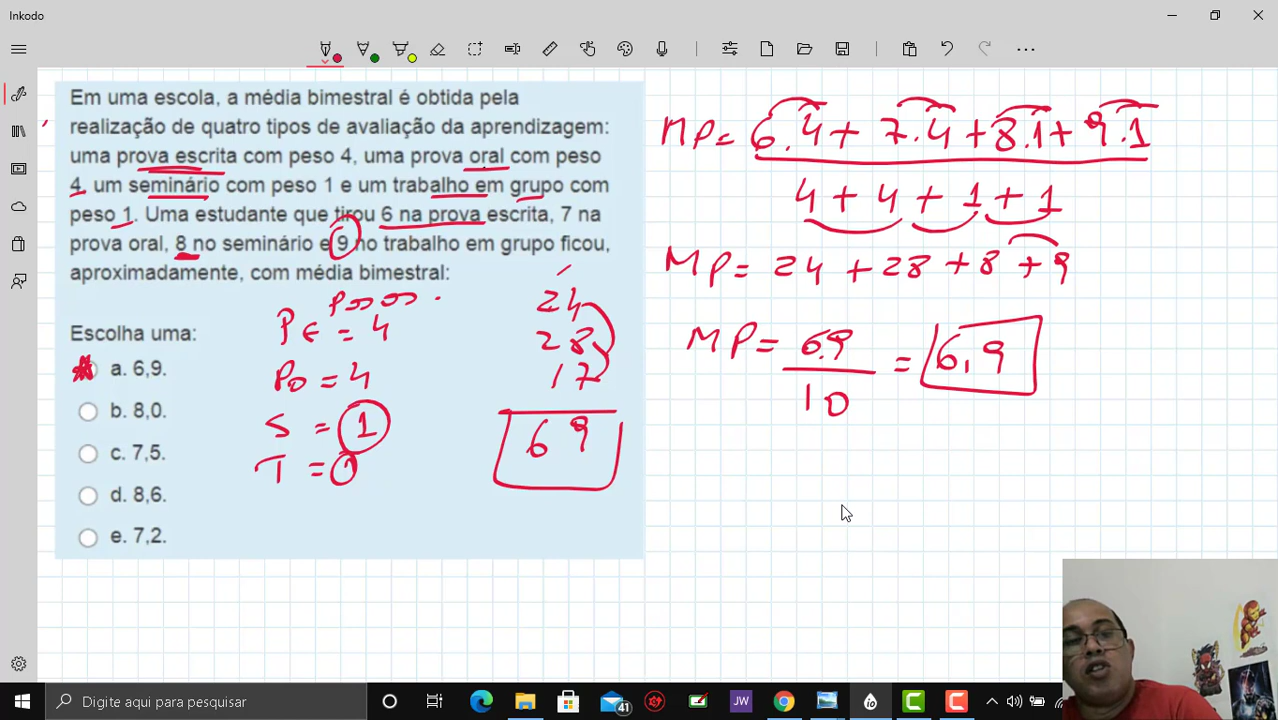 Inkodo
Em uma escola, a média bimestral é obtida pela
realização de quatro tipos de avaliação da aprendizagem:
uma prova escrita com peso 4, uma prova oral com peso
4, um seminário com peso 1 e um trabalho em grupo com
peso 1. Uma estudante que tirou 6 na prova escrita, 7 na
prova oral, 8 no seminário e 9 no trabalho em grupo ficou,
aproximadamente, com média bimestral:
Escolha uma:
a. 6,9.
b. 8,0.
c. 7,5.
d. 8,6.
e. 7,2.
PE = 4
PO = 4
S = 1
T =
24
28
17
69
MP= 6.4+ 7.4+8.1+9.1
4 + 4 + 1 + 1
MP= 24 +28 +8 +9
MP= 69
10
= 6,9
Digite aqui para pesquisar
41
JW